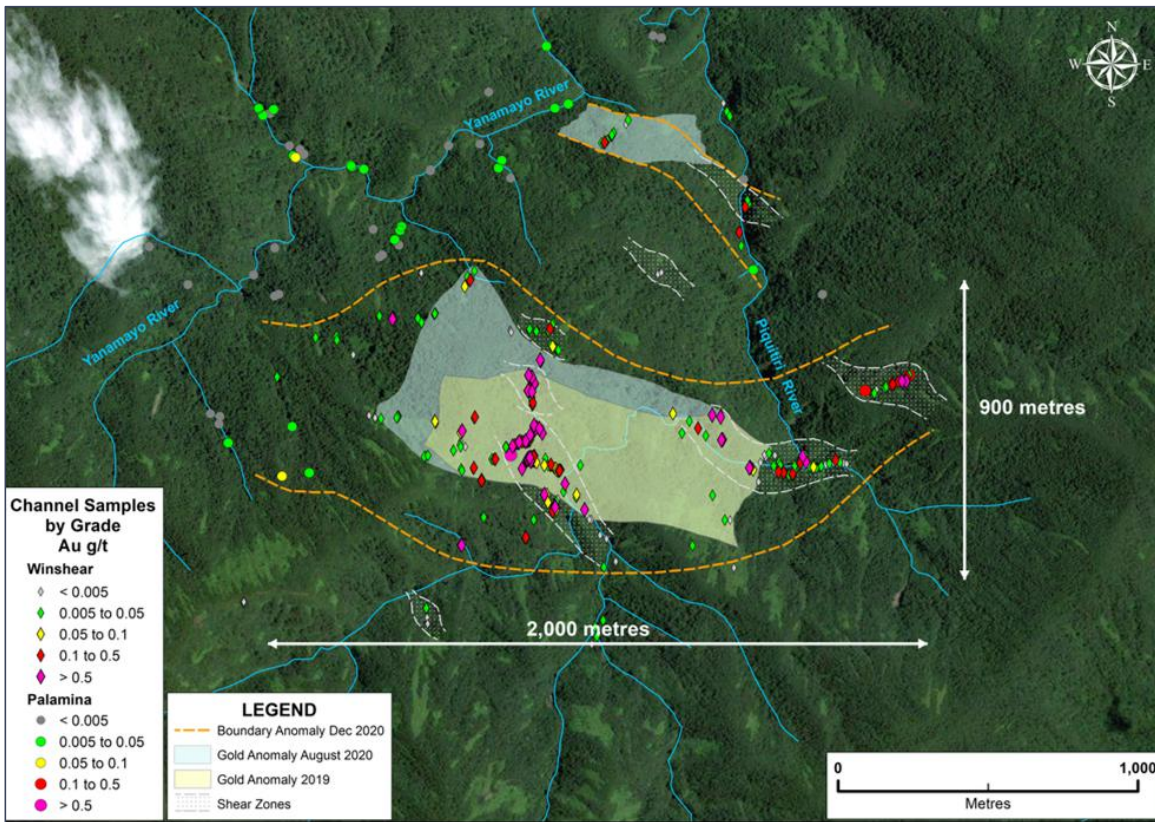 N
W E
S
Yanamayo River
Yanamayo River
Piquitiri River
900 metres
2,000 metres
Channel Samples
by Grade
Au g/t
Winshear
< 0.005
0.005 to 0.05
0.05 to 0.1
0.1 to 0.5
> 0.5
Palamina
< 0.005
0.005 to 0.05
0.05 to 0.1
0.1 to 0.5
> 0.5
LEGEND
Boundary Anomaly Dec 2020
Gold Anomaly August 2020
Gold Anomaly 2019
Shear Zones
0 1,000
Metres